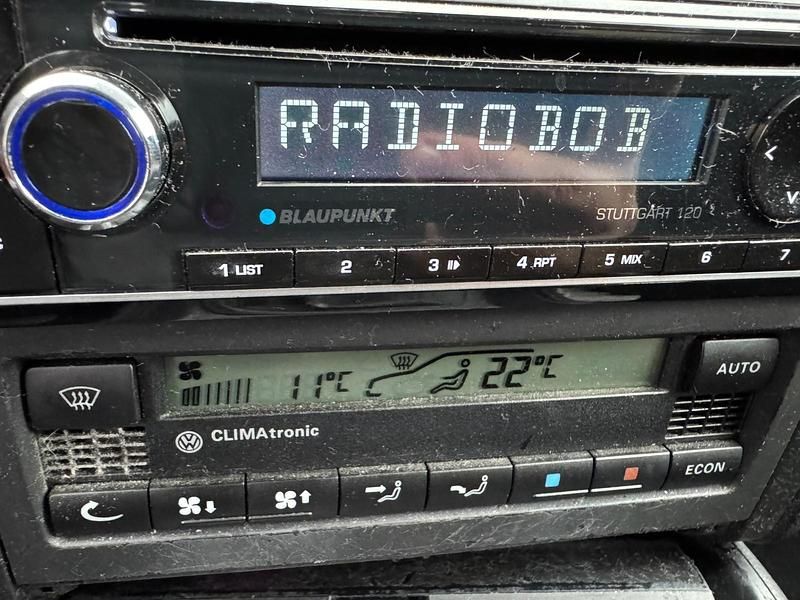 RADIOBOB
BLAUPUNKT STUTTGART 120
1 LIST 2 3 4 RPT 5 MIX 6 7
11°C 22°C
AUTO
CLIMAtronic
ECON